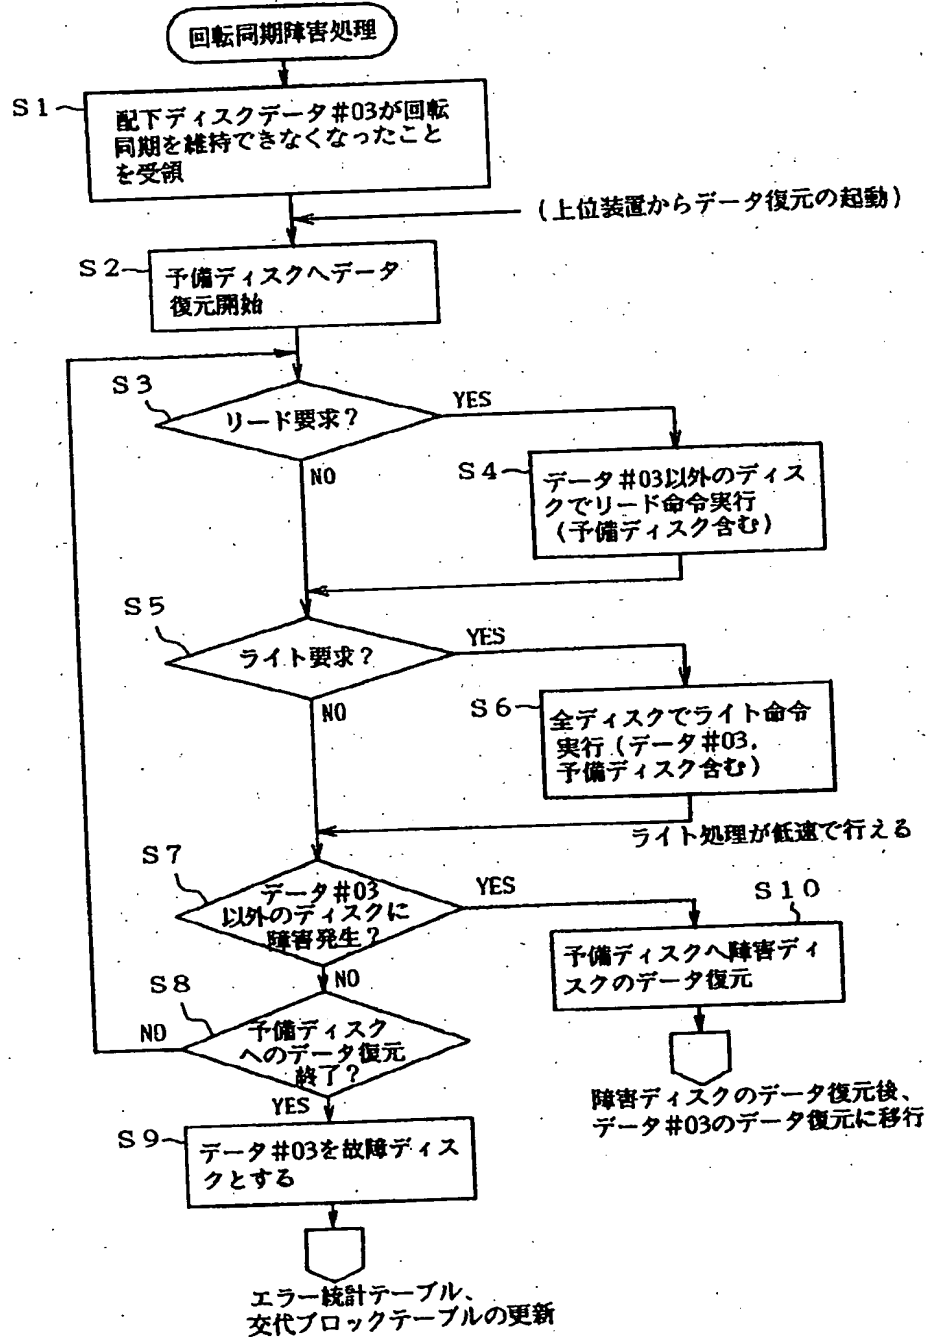 回転同期障害処理
S1
配下ディスクデータ#03が回転
同期を維持できなくなったこと
を受領
(上位装置からデータ復元の起動)
S2
予備ディスクへデータ
復元開始
S3
リード要求?
YES
NO
S4
データ#03以外のディス
クでリード命令実行
(予備ディスク含む)
S5
ライト要求?
YES
NO
S6
全ディスクでライト命令
実行(データ#03.
予備ディスク含む)
ライト処理が低速で行える
S7
データ#03
以外のディスクに
障害発生?
YES
NO
S10
予備ディスクへ障害ディ
スクのデータ復元
障害ディスクのデータ復元後、
データ#03のデータ復元に移行
S8
予備ディスク
へのデータ復元
終了?
NO
YES
S9
データ#03を故障ディス
クとする
エラー統計テーブル、
交代ブロックテーブルの更新